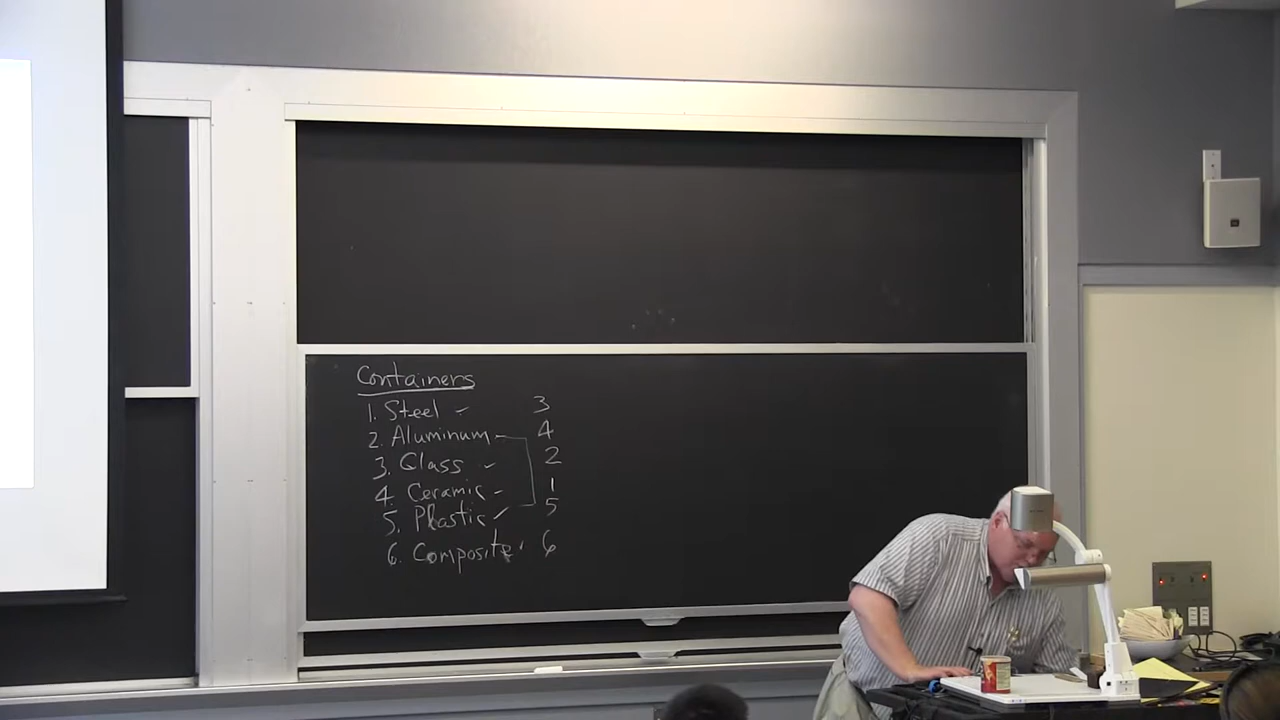 Containers
1. Steel 3
2. Aluminum 4
3. Glass 2
4. Ceramic 1
5. Plastic 5
6. Composite 6